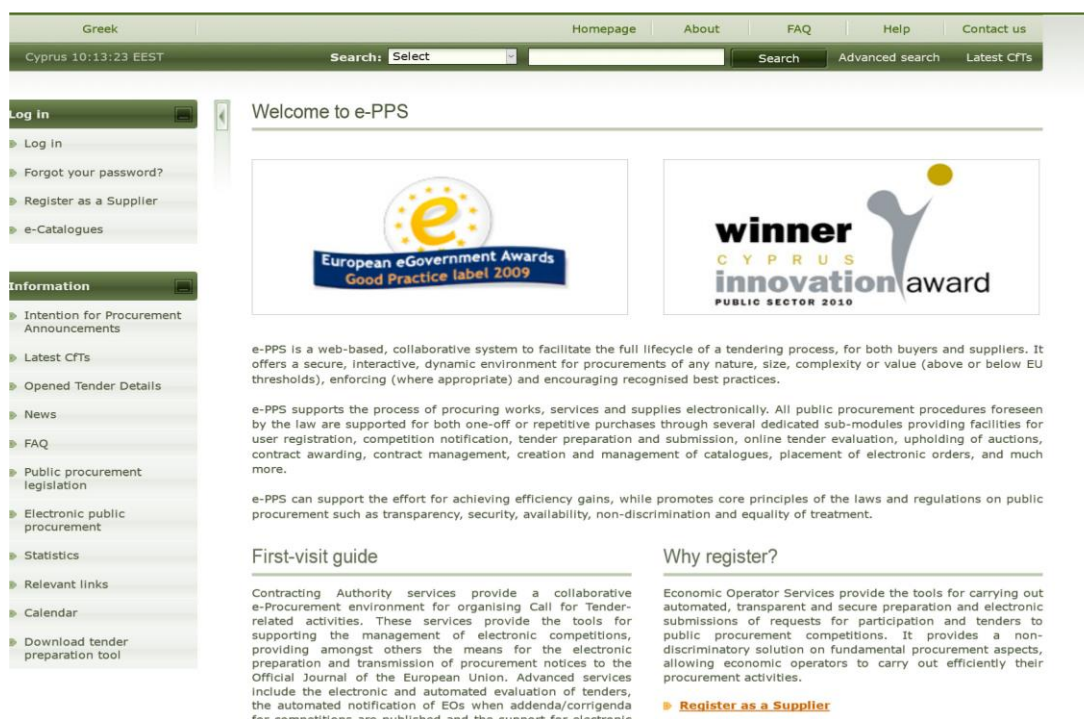 Greek
Homepage
About
FAQ
Help
Contact us
Cyprus 10:13:23 EEST
Search:
Select
Search
Advanced search
Latest CfTs
Log in
Log in
Forgot your password?
Register as a Supplier
e-Catalogues
Information
Intention for Procurement
Announcements
Latest CfTs
Opened Tender Details
News
FAQ
Public procurement
legislation
Electronic public
procurement
Statistics
Relevant links
Calendar
Download tender
preparation tool
Welcome to e-PPS
e
European eGovernment Awards
Good Practice label 2009
winner
CYPRUS
innovation award
PUBLIC SECTOR 2010
e-PPS is a web-based, collaborative system to facilitate the full lifecycle of a tendering process, for both buyers and suppliers. It
offers a secure, interactive, dynamic environment for procurements of any nature, size, complexity or value (above or below EU
thresholds), enforcing (where appropriate) and encouraging recognised best practices.
e-PPS supports the process of procuring works, services and supplies electronically. All public procurement procedures foreseen
by the law are supported for both one-off or repetitive purchases through several dedicated sub-modules providing facilities for
user registration, competition notification, tender preparation and submission, online tender evaluation, upholding of auctions,
contract awarding, contract management, creation and management of catalogues, placement of electronic orders, and much
more.
e-PPS can support the effort for achieving efficiency gains, while promotes core principles of the laws and regulations on public
procurement such as transparency, security, availability, non-discrimination and equality of treatment.
First-visit guide
Contracting Authority services provide a collaborative
e-Procurement environment for organising Call for Tender-
related activities. These services provide the tools for
supporting the management of electronic competitions,
providing amongst others the means for the electronic
preparation and transmission of procurement notices to the
Official Journal of the European Union. Advanced services
include the electronic and automated evaluation of tenders,
the automated notification of EOs when addenda/corrigenda
for competitions are published and the support for electronic
Why register?
Economic Operator Services provide the tools for carrying out
automated, transparent and secure preparation and electronic
submissions of requests for participation and tenders to
public procurement competitions. It provides a non-
discriminatory solution on fundamental procurement aspects,
allowing economic operators to carry out efficiently their
procurement activities.
Register as a Supplier